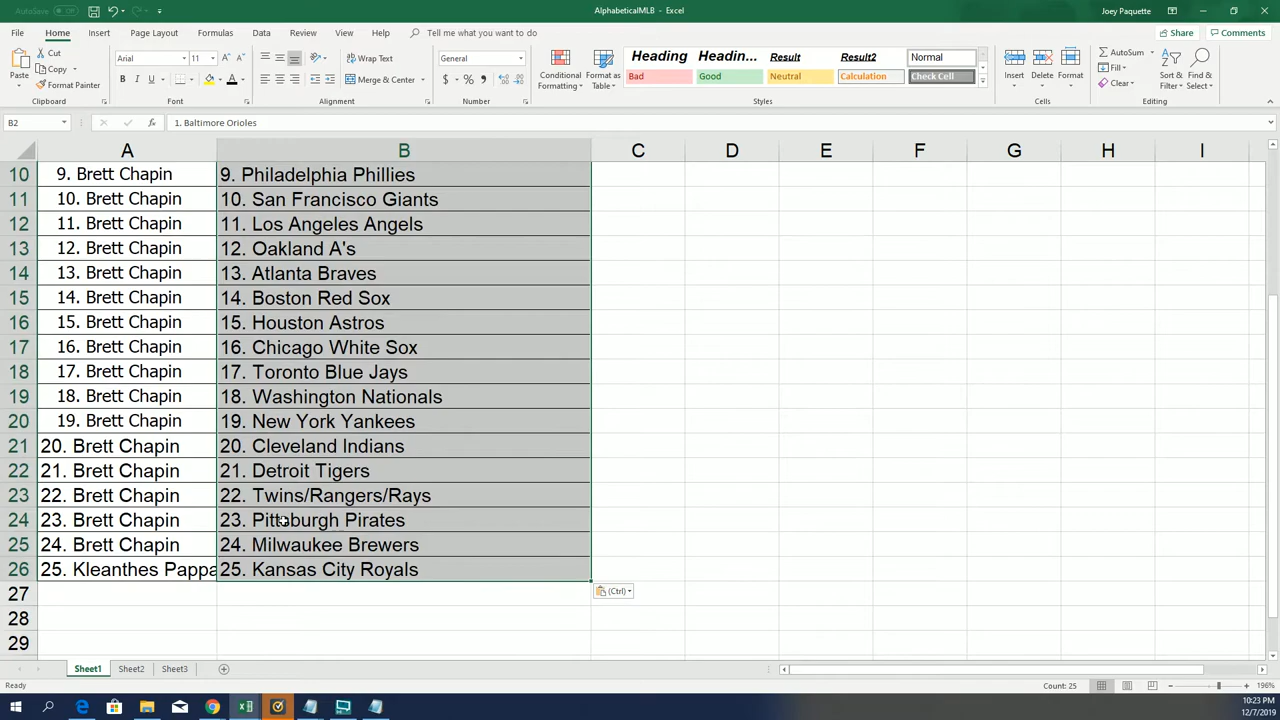 AutoSave Off
AlphabeticalMLB - Excel
Joey Paquette
File Home Insert Page Layout Formulas Data Review View Help Tell me what you want to do
Share Comments
Paste
Cut
Copy
Format Painter
Clipboard
Arial 11
B I U
Font
Wrap Text
Merge & Center
Alignment
General
$ % 9
Number
Conditional Formatting
Format as Table
Heading Headin... Result Result2 Normal
Bad Good Neutral Calculation Check Cell
Styles
Insert Delete Format
Cells
AutoSum
Fill
Clear
Sort & Filter
Find & Select
Editing
B2 fx 1. Baltimore Orioles
A B C D E F G H I
10 9. Brett Chapin 9. Philadelphia Phillies
11 10. Brett Chapin 10. San Francisco Giants
12 11. Brett Chapin 11. Los Angeles Angels
13 12. Brett Chapin 12. Oakland A's
14 13. Brett Chapin 13. Atlanta Braves
15 14. Brett Chapin 14. Boston Red Sox
16 15. Brett Chapin 15. Houston Astros
17 16. Brett Chapin 16. Chicago White Sox
18 17. Brett Chapin 17. Toronto Blue Jays
19 18. Brett Chapin 18. Washington Nationals
20 19. Brett Chapin 19. New York Yankees
21 20. Brett Chapin 20. Cleveland Indians
22 21. Brett Chapin 21. Detroit Tigers
23 22. Brett Chapin 22. Twins/Rangers/Rays
24 23. Brett Chapin 23. Pittsburgh Pirates
25 24. Brett Chapin 24. Milwaukee Brewers
26 25. Kleanthes Pappa 25. Kansas City Royals
27
(Ctrl)
28
29
Sheet1 Sheet2 Sheet3
Ready
Count: 25
196%
10:23 PM
12/7/2019